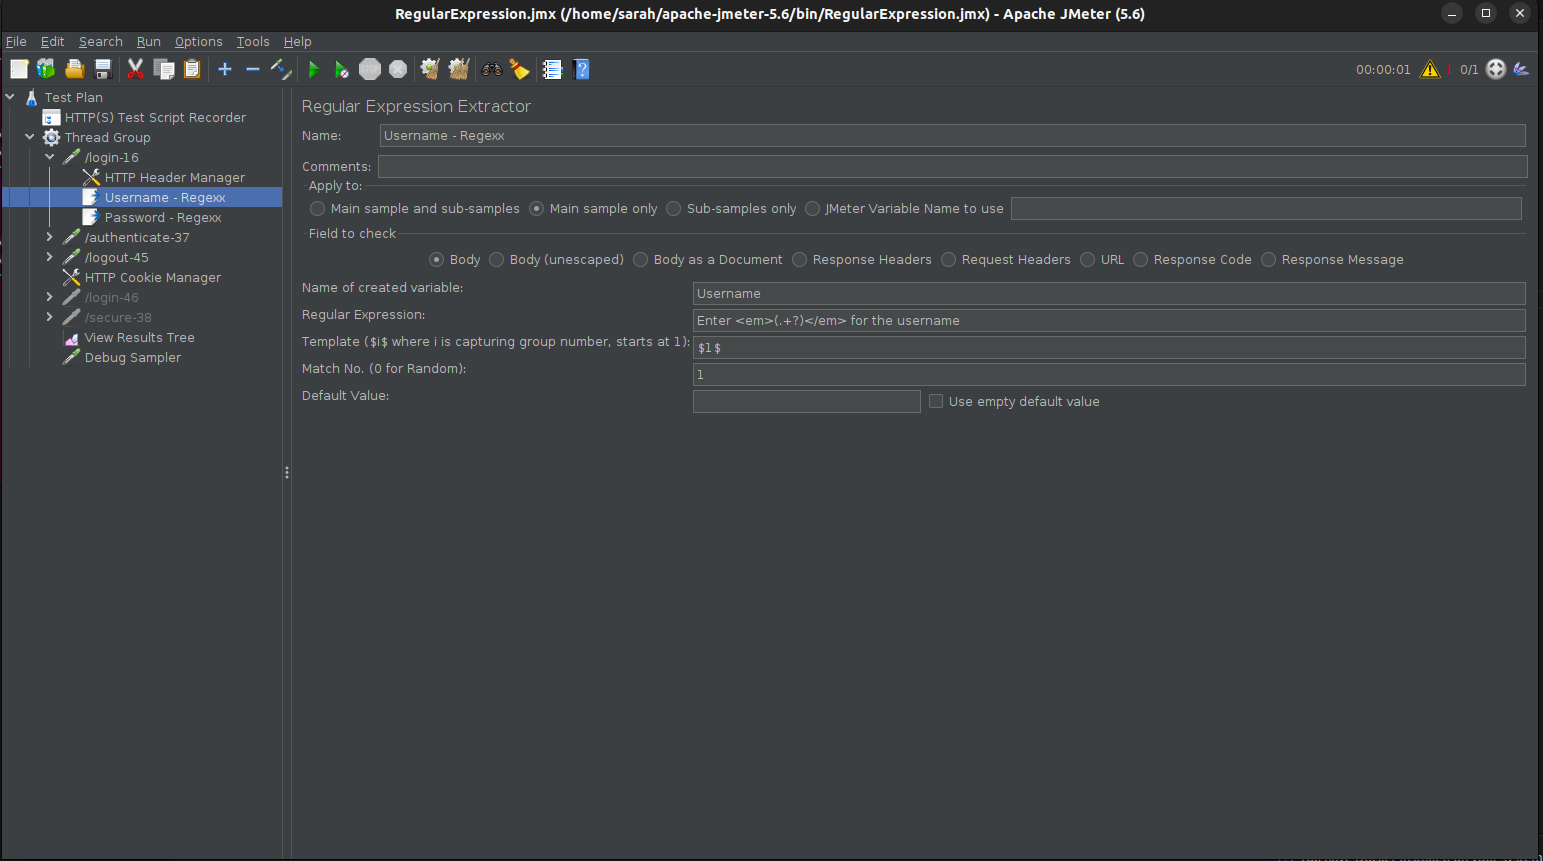 RegularExpression.jmx (/home/sarah/apache-jmeter-5.6/bin/RegularExpression.jmx) - Apache JMeter (5.6)
File Edit Search Run Options Tools Help
STOP 00:00:01 1 0/1
Test Plan
HTTP(S) Test Script Recorder
Thread Group
/login-16
HTTP Header Manager
Username - Regexx
Password - Regexx
/authenticate-37
/logout-45
HTTP Cookie Manager
/login-46
/secure-38
View Results Tree
Debug Sampler
Regular Expression Extractor
Name: Username - Regexx
Comments:
Apply to:
Main sample and sub-samples Main sample only Sub-samples only JMeter Variable Name to use
Field to check
Body Body (unescaped) Body as a Document Response Headers Request Headers URL Response Code Response Message
Name of created variable: Username
Regular Expression: Enter <em>(.+?)</em> for the username
Template ($i$ where i is capturing group number, starts at 1): $1$
Match No. (0 for Random): 1
Default Value: Use empty default value